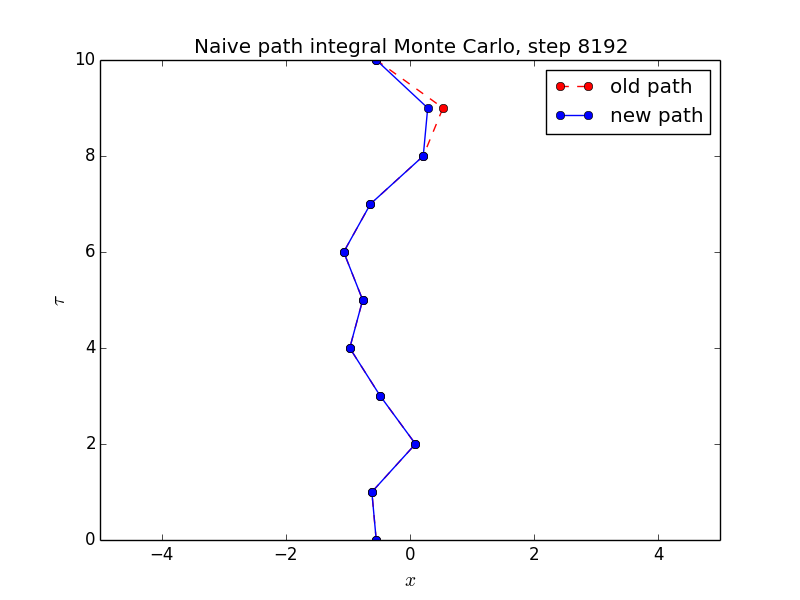 Naive path integral Monte Carlo, step 8192
10
8
6
4
2
0
τ
−4
−2
0
2
4
x
old path
new path